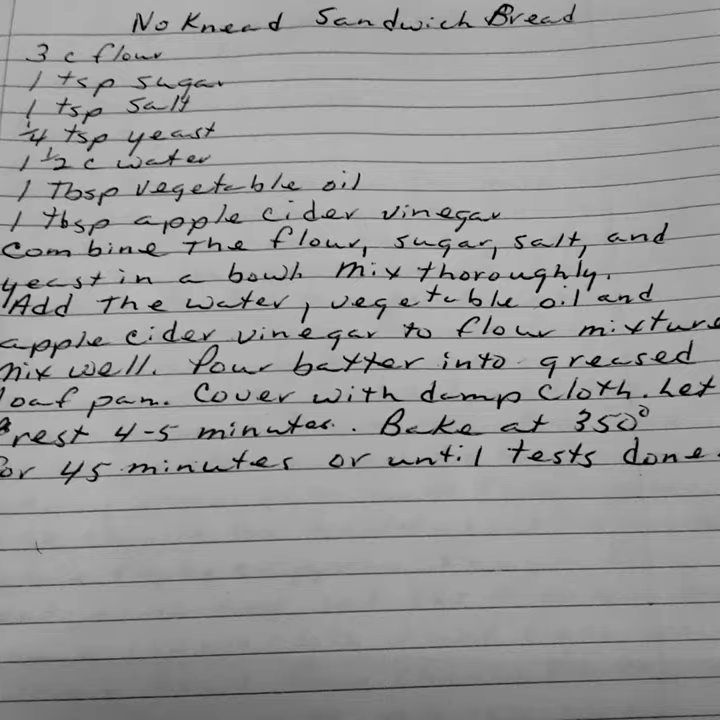 No Knead Sandwich Bread
3 c flour
1 tsp sugar
1 tsp salt
1/4 tsp yeast
1 1/2 c water
1 Tbsp vegetable oil
1 tbsp apple cider vinegar
Combine The flour, sugar, salt, and
yeast in a bowh mix thoroughly.
Add the water, vegetable oil and
apple cider vinegar to flour mixture
mix well. Pour batter into greased
loaf pan. Cover with damp cloth. Let
rest 4-5 minutes. Bake at 350°
for 45 minutes or until tests done.